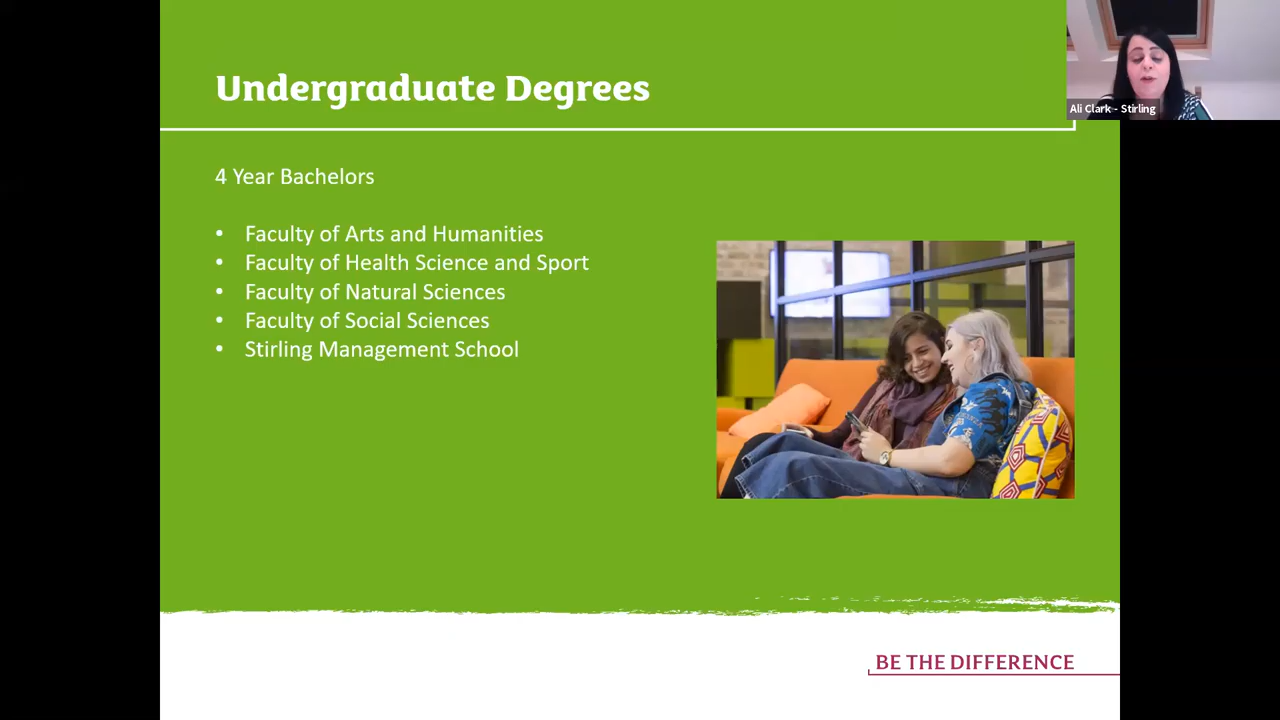 Undergraduate Degrees
Ali Clark - Stirling
4 Year Bachelors
• Faculty of Arts and Humanities
• Faculty of Health Science and Sport
• Faculty of Natural Sciences
• Faculty of Social Sciences
• Stirling Management School
BE THE DIFFERENCE